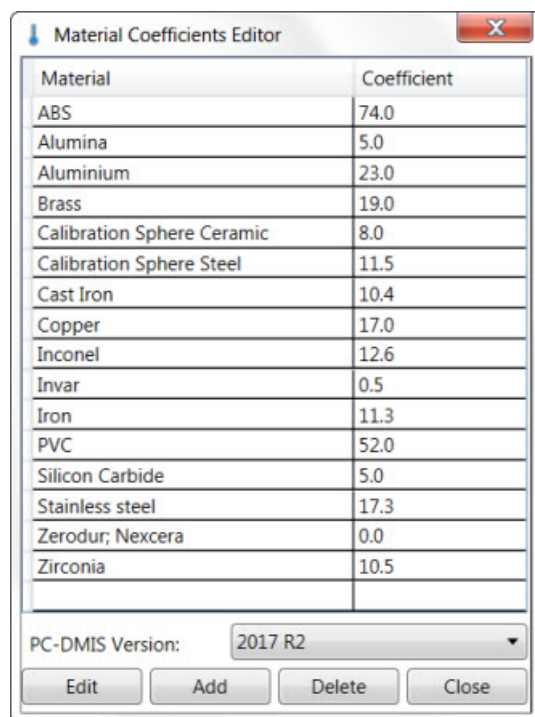 Material Coefficients Editor
Material Coefficient
ABS 74.0
Alumina 5.0
Aluminium 23.0
Brass 19.0
Calibration Sphere Ceramic 8.0
Calibration Sphere Steel 11.5
Cast Iron 10.4
Copper 17.0
Inconel 12.6
Invar 0.5
Iron 11.3
PVC 52.0
Silicon Carbide 5.0
Stainless steel 17.3
Zerodur; Nexcera 0.0
Zirconia 10.5
PC-DMIS Version: 2017 R2
Edit Add Delete Close